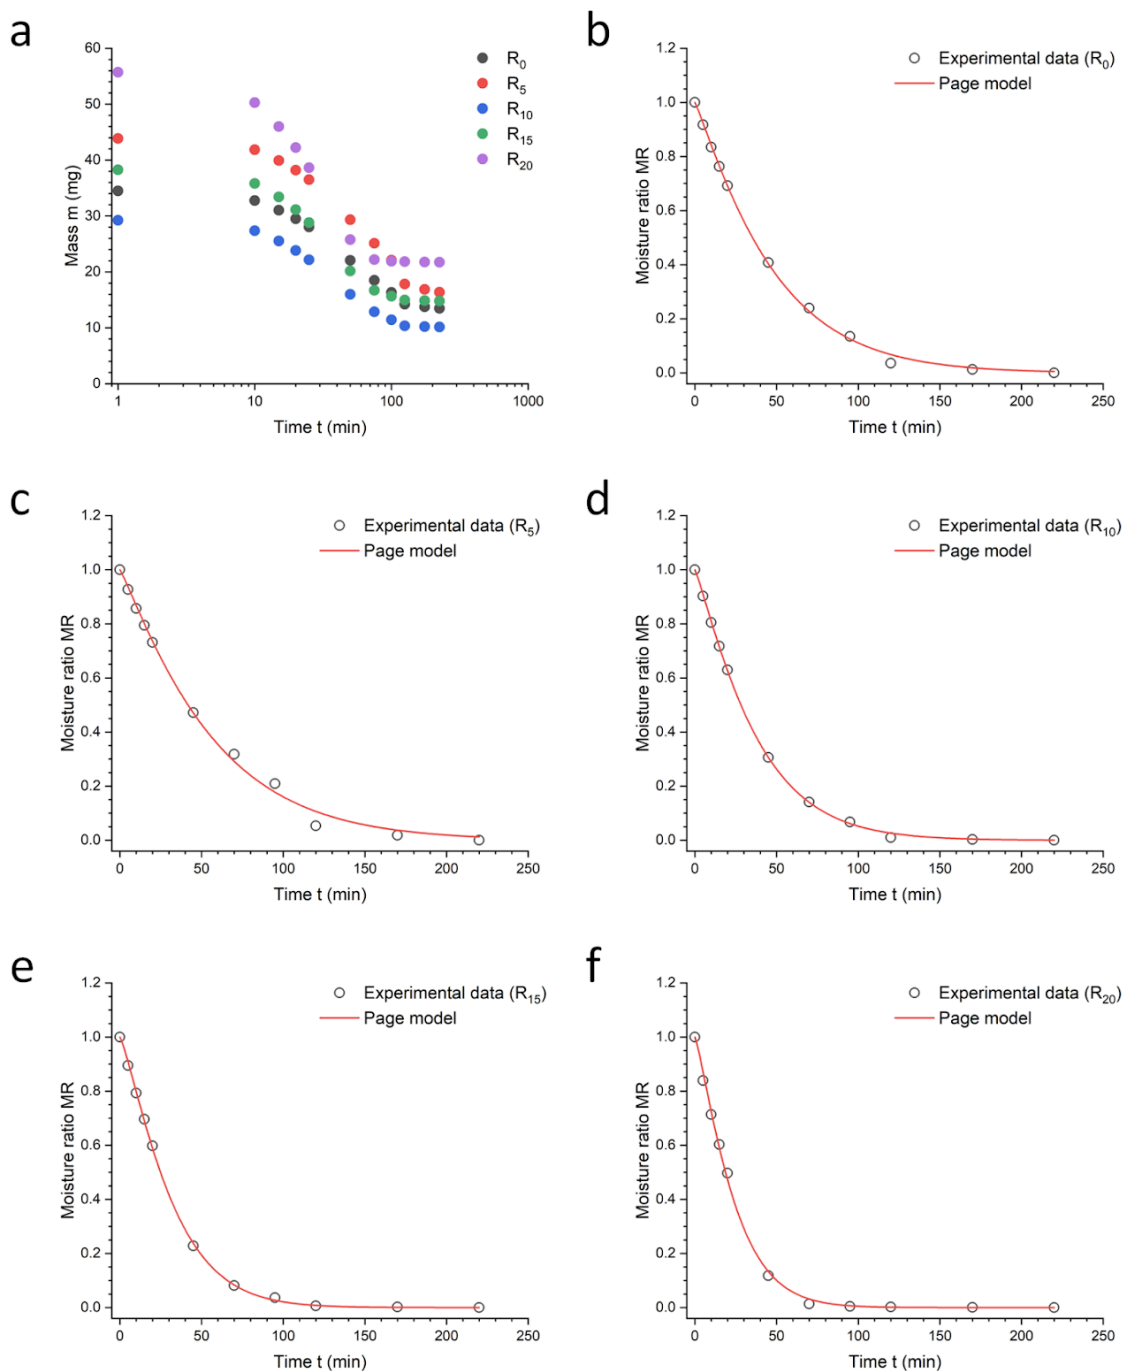 a
60
50
40
30
20
10
0
Mass m (mg)
1
10
100
1000
Time t (min)
R₀
R₅
R₁₀
R₁₅
R₂₀
b
Experimental data (R₀)
Page model
1.2
1.0
0.8
0.6
0.4
0.2
0.0
Moisture ratio MR
0
50
100
150
200
250
Time t (min)
c
Experimental data (R₅)
Page model
1.2
1.0
0.8
0.6
0.4
0.2
0.0
Moisture ratio MR
0
50
100
150
200
250
Time t (min)
d
Experimental data (R₁₀)
Page model
1.2
1.0
0.8
0.6
0.4
0.2
0.0
Moisture ratio MR
0
50
100
150
200
250
Time t (min)
e
Experimental data (R₁₅)
Page model
1.2
1.0
0.8
0.6
0.4
0.2
0.0
Moisture ratio MR
0
50
100
150
200
250
Time t (min)
f
Experimental data (R₂₀)
Page model
1.2
1.0
0.8
0.6
0.4
0.2
0.0
Moisture ratio MR
0
50
100
150
200
250
Time t (min)